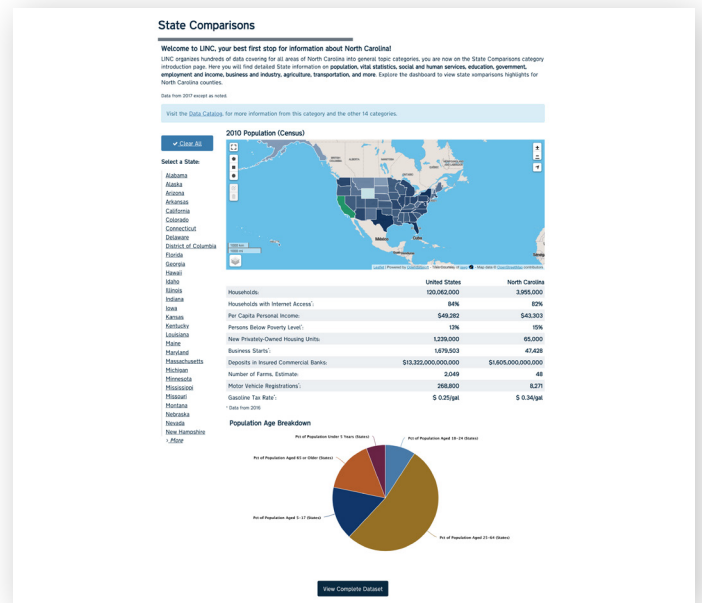 State Comparisons
Welcome to LINC, your best first stop for information about North Carolina!
LINC organizes hundreds of data covering for all areas of North Carolina into general topic categories, you are now on the State Comparisons category
introduction page. Here you will find detailed State information on population, vital statistics, social and human services, education, government,
employment and income, business and industry, agriculture, transportation, and more. Explore the dashboard to view state somparisons highlights for
North Carolina counties.
Data from 2017 except as noted.
Visit the Data Catalog, for more information from this category and the other 14 categories.
✔ Clear All
Select a State:
Alabama
Alaska
Arizona
Arkansas
California
Colorado
Connecticut
Delaware
District of Columbia
Florida
Georgia
Hawaii
Idaho
Illinois
Indiana
Iowa
Kansas
Kentucky
Louisiana
Maine
Maryland
Massachusetts
Michigan
Minnesota
Mississippi
Missouri
Montana
Nebraska
Nevada
New Hampshire
› More
2010 Population (Census)
+
−
ALBERTA
MANITOBA
México
Cuba
United States North Carolina
Households: 120,062,000 3,955,000
Households with Internet Access*: 84% 82%
Per Capita Personal Income: $49,282 $43,303
Persons Below Poverty Level*: 13% 15%
New Privately-Owned Housing Units: 1,239,000 65,000
Business Starts*: 1,679,503 47,428
Deposits in Insured Commercial Banks: $13,322,000,000,000 $1,605,000,000,000
Number of Farms, Estimate: 2,049 48
Motor Vehicle Registrations*: 268,800 8,271
Gasoline Tax Rate*: $ 0.25/gal $ 0.34/gal
* Data from 2016
Population Age Breakdown
Pct of Population Under 5 Years (States)
Pct of Population Aged 18-24 (States)
Pct of Population Aged 65 or Older (States)
Pct of Population Aged 5-17 (States)
Pct of Population Aged 25-64 (States)
View Complete Dataset